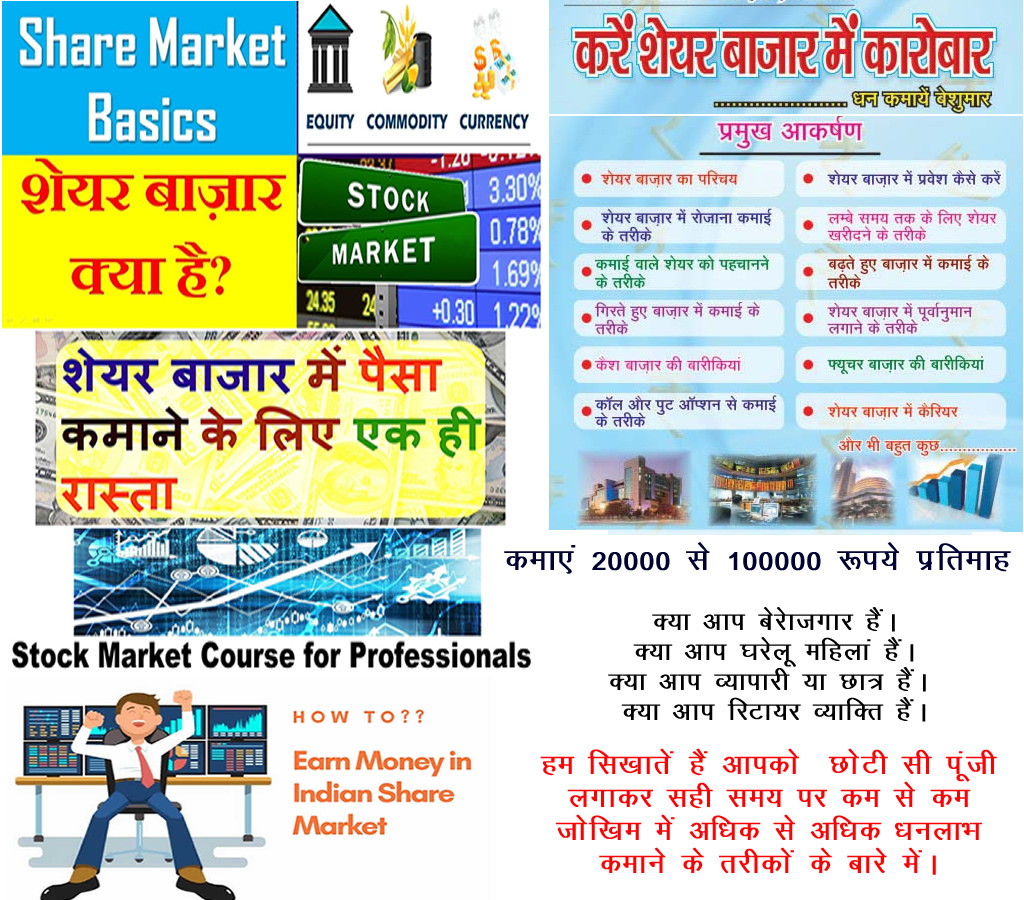 Share Market
Basics
EQUITY COMMODITY CURRENCY
शेयर बाज़ार
क्या है?
STOCK
MARKET
3.30%
0.78%
1.69%
24.35
+0.30
1.22%
शेयर बाजार में पैसा
कमाने के लिए एक ही
रास्ता
Stock Market Course for Professionals
HOW TO??
Earn Money in
Indian Share
Market
करें शेयर बाजार में कारोबार
...................... धन कमायें बेशुमार
प्रमुख आकर्षण
शेयर बाज़ार का परिचय
शेयर बाज़ार में प्रवेश कैसे करें
शेयर बाज़ार में रोजाना कमाई
के तरीके
लम्बे समय तक के लिए शेयर
खरीदने के तरीके
कमाई वाले शेयर को पहचानने
के तरीके
बढ़ते हुए बाज़ार में कमाई के
तरीके
गिरते हुए बाज़ार में कमाई के
तरीके
शेयर बाज़ार में पूर्वानुमान
लगाने के तरीके
कैश बाज़ार की बारीकियां
फ्यूचर बाज़ार की बारीकियां
कॉल और पुट ऑप्शन से कमाई
के तरीके
शेयर बाज़ार में कैरियर
और भी बहुत कुछ.................
कमाएं 20000 से 100000 रूपये प्रतिमाह
क्या आप बेरोजगार हैं।
क्या आप घरेलू महिलां हैं।
क्या आप व्यापारी या छात्र हैं।
क्या आप रिटायर व्याक्ति हैं।
हम सिखातें हैं आपको छोटी सी पूंजी
लगाकर सही समय पर कम से कम
जोखिम में अधिक से अधिक धनलाभ
कमाने के तरीकों के बारे में।